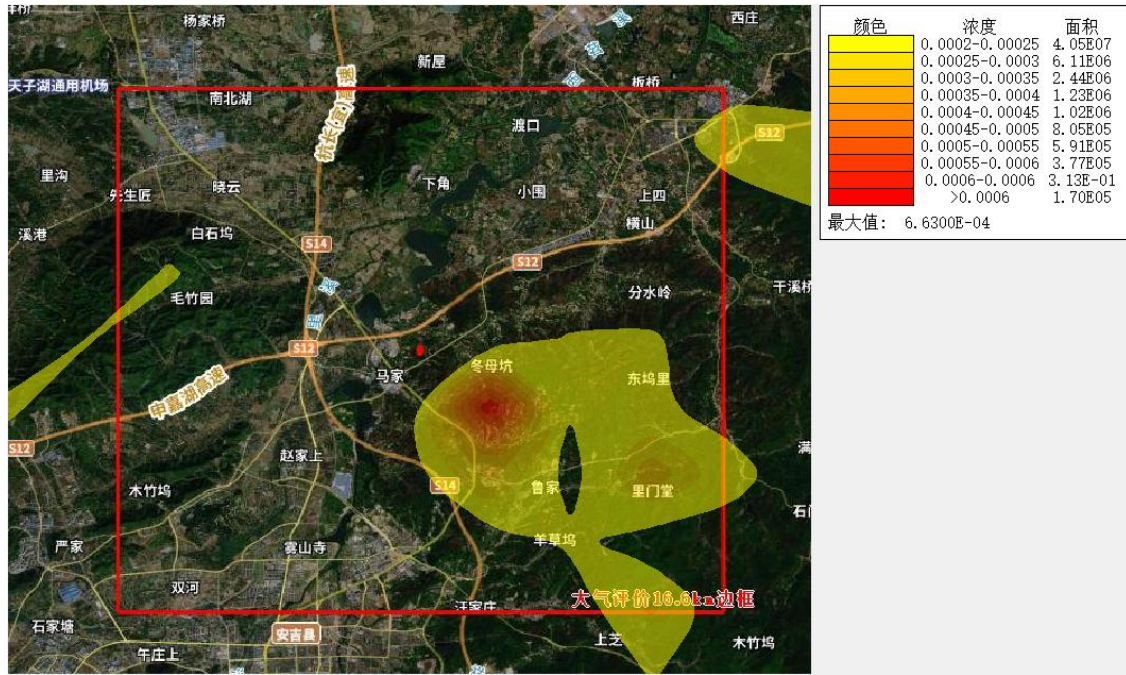 杨家桥
西庄
新屋
天子湖通用机场
南北湖
板桥
抗长(宜)高速
渡口
S12
里沟
先生匠
晓云
下角
小围
上四
横山
溪港
白石坞
S14
S12
毛竹园
分水岭
干溪桥
S12
马家
冬母坑
东坞里
申嘉湖高速
S12
赵家上
满
木竹坞
S14
鲁家
里门堂
石门
羊草坞
严家
雾山寺
双河
大气评价16.6km边框
汪家庄
石家塘
安吉县
上芝
木竹坞
午庄上
颜色 浓度 面积
0.0002-0.00025 4.05E07
0.00025-0.0003 6.11E06
0.0003-0.00035 2.44E06
0.00035-0.0004 1.23E06
0.0004-0.00045 1.02E06
0.00045-0.0005 8.05E05
0.0005-0.00055 5.91E05
0.00055-0.0006 3.77E05
0.0006-0.0006 3.13E-01
>0.0006 1.70E05
最大值: 6.6300E-04